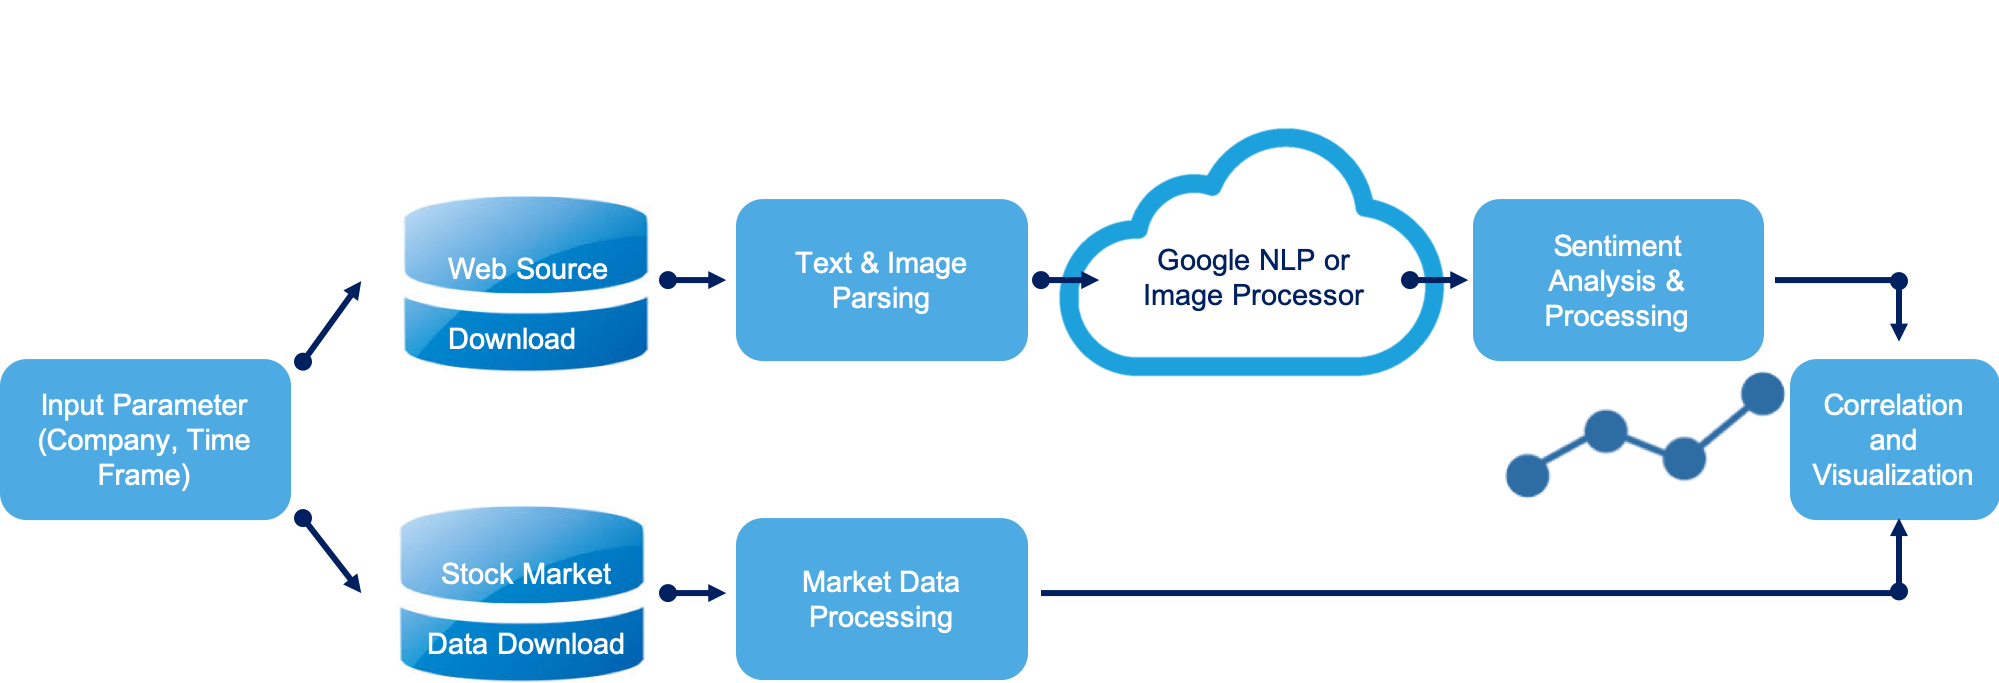 Input Parameter
(Company, Time
Frame)
Web Source
Download
Text & Image
Parsing
Google NLP or
Image Processor
Sentiment
Analysis &
Processing
Stock Market
Data Download
Market Data
Processing
Correlation
and
Visualization